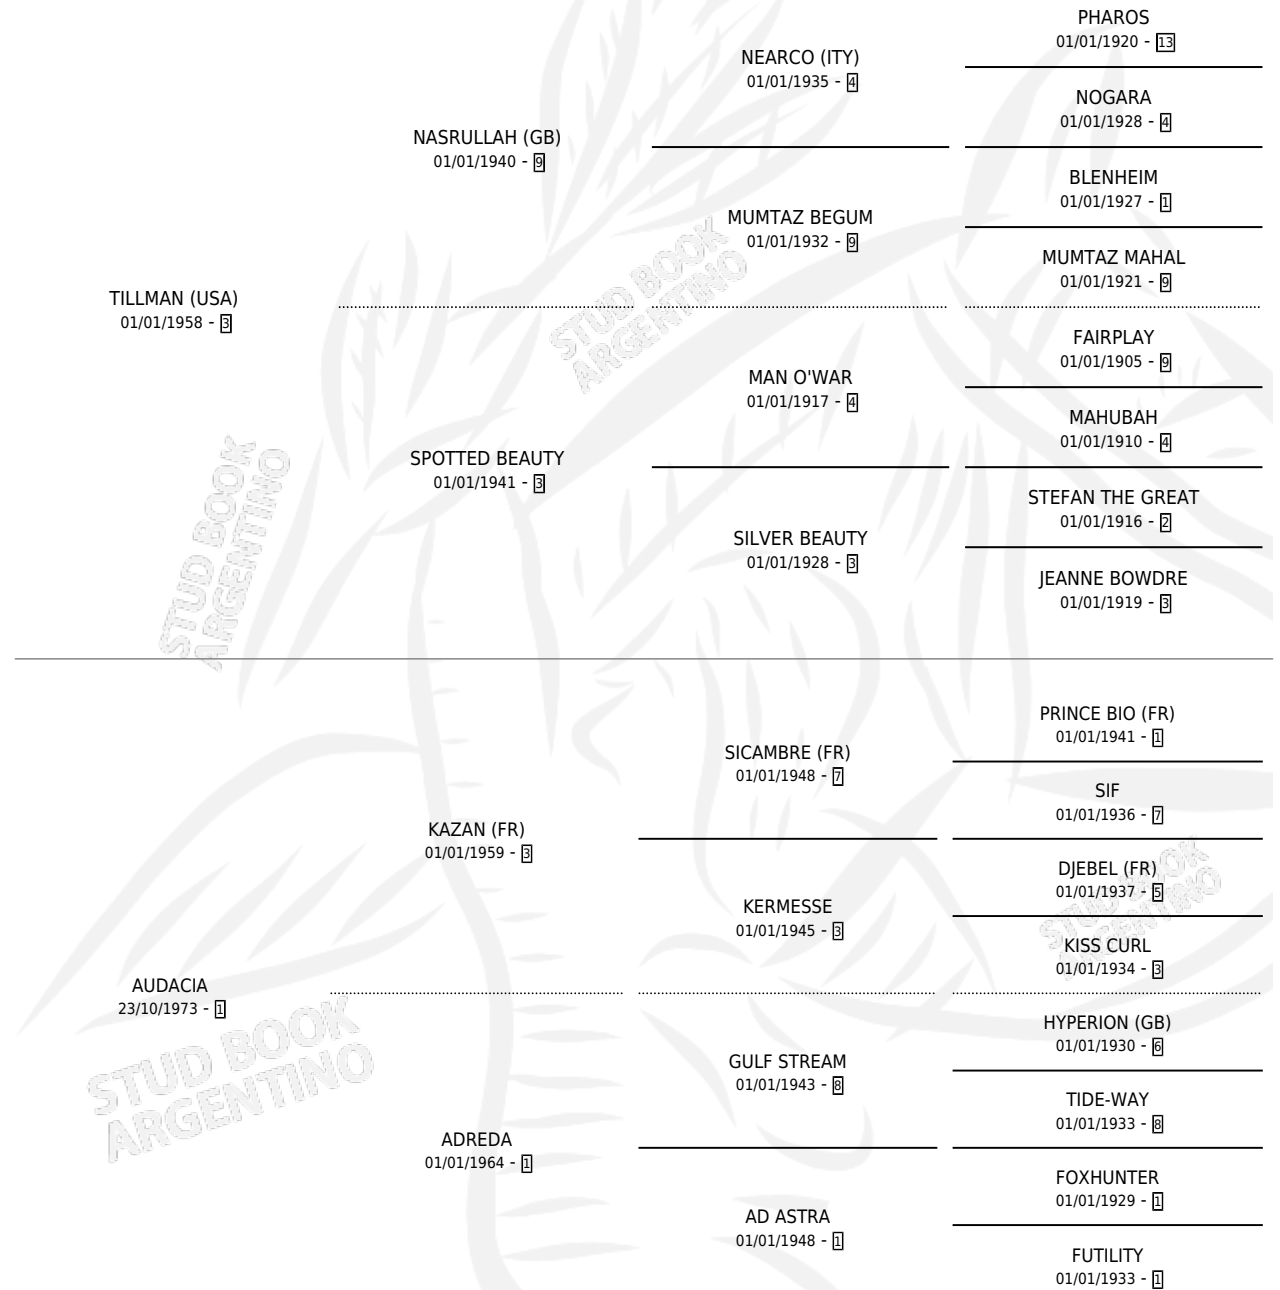 PHAROS
01/01/1920 - 13
NEARCO (ITY)
01/01/1935 - 4
NOGARA
01/01/1928 - 4
NASRULLAH (GB)
01/01/1940 - 9
BLENHEIM
01/01/1927 - 1
MUMTAZ BEGUM
01/01/1932 - 9
MUMTAZ MAHAL
01/01/1921 - 9
TILLMAN (USA)
01/01/1958 - 3
FAIRPLAY
01/01/1905 - 9
MAN O'WAR
01/01/1917 - 4
MAHUBAH
01/01/1910 - 4
SPOTTED BEAUTY
01/01/1941 - 3
STEFAN THE GREAT
01/01/1916 - 2
SILVER BEAUTY
01/01/1928 - 3
JEANNE BOWDRE
01/01/1919 - 3
PRINCE BIO (FR)
01/01/1941 - 1
SICAMBRE (FR)
01/01/1948 - 7
SIF
01/01/1936 - 7
KAZAN (FR)
01/01/1959 - 3
DJEBEL (FR)
01/01/1937 - 5
KERMESSE
01/01/1945 - 3
KISS CURL
01/01/1934 - 3
AUDACIA
23/10/1973 - 1
HYPERION (GB)
01/01/1930 - 6
GULF STREAM
01/01/1943 - 8
TIDE-WAY
01/01/1933 - 8
ADREDA
01/01/1964 - 1
FOXHUNTER
01/01/1929 - 1
AD ASTRA
01/01/1948 - 1
FUTILITY
01/01/1933 - 1
STUD BOOK
ARGENTINO
STUD BOOK
ARGENTINO
STUD BOOK
ARGENTINO
STUD BOOK
ARGENTINO